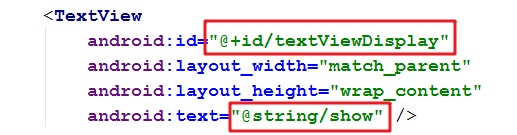 <TextView
android:id="@+id/textViewDisplay"
android:layout_width="match_parent"
android:layout_height="wrap_content"
android:text="@string/show" />